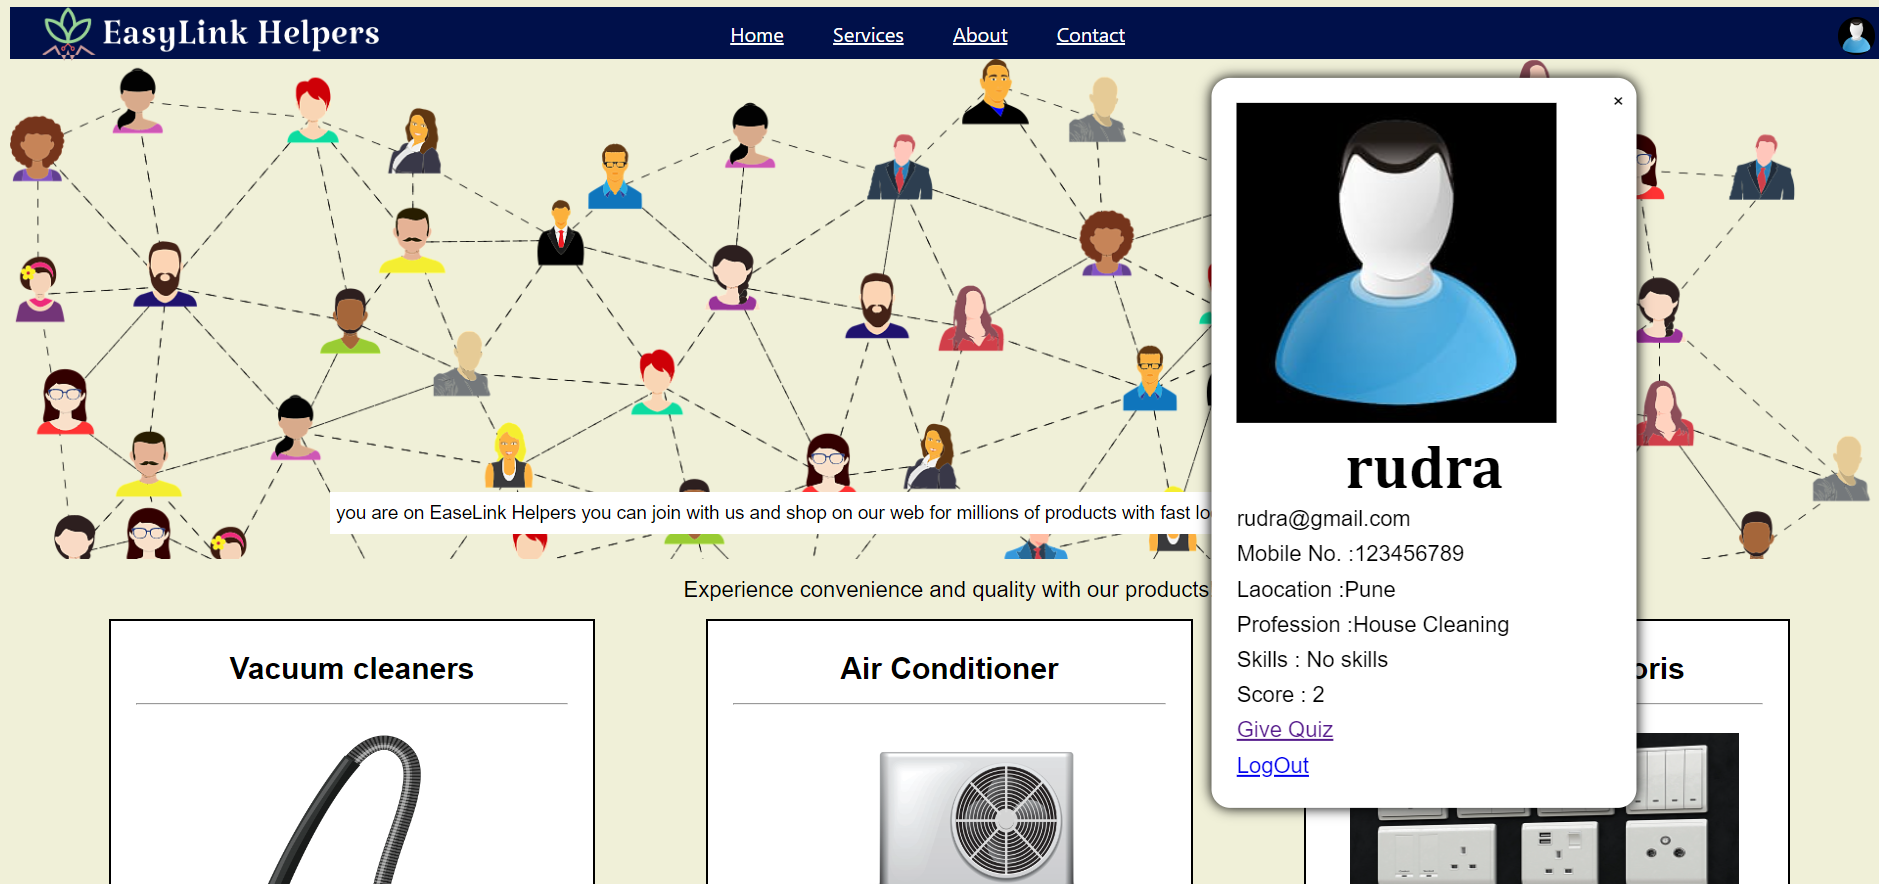 EasyLink Helpers
Home Services About Contact
×
rudra
rudra@gmail.com
Mobile No. :123456789
Laocation :Pune
Profession :House Cleaning
Skills : No skills
Score : 2
Give Quiz
LogOut
you are on EaseLink Helpers you can join with us and shop on our web for millions of products with fast
Experience convenience and quality with our products
Vacuum cleaners
Air Conditioner